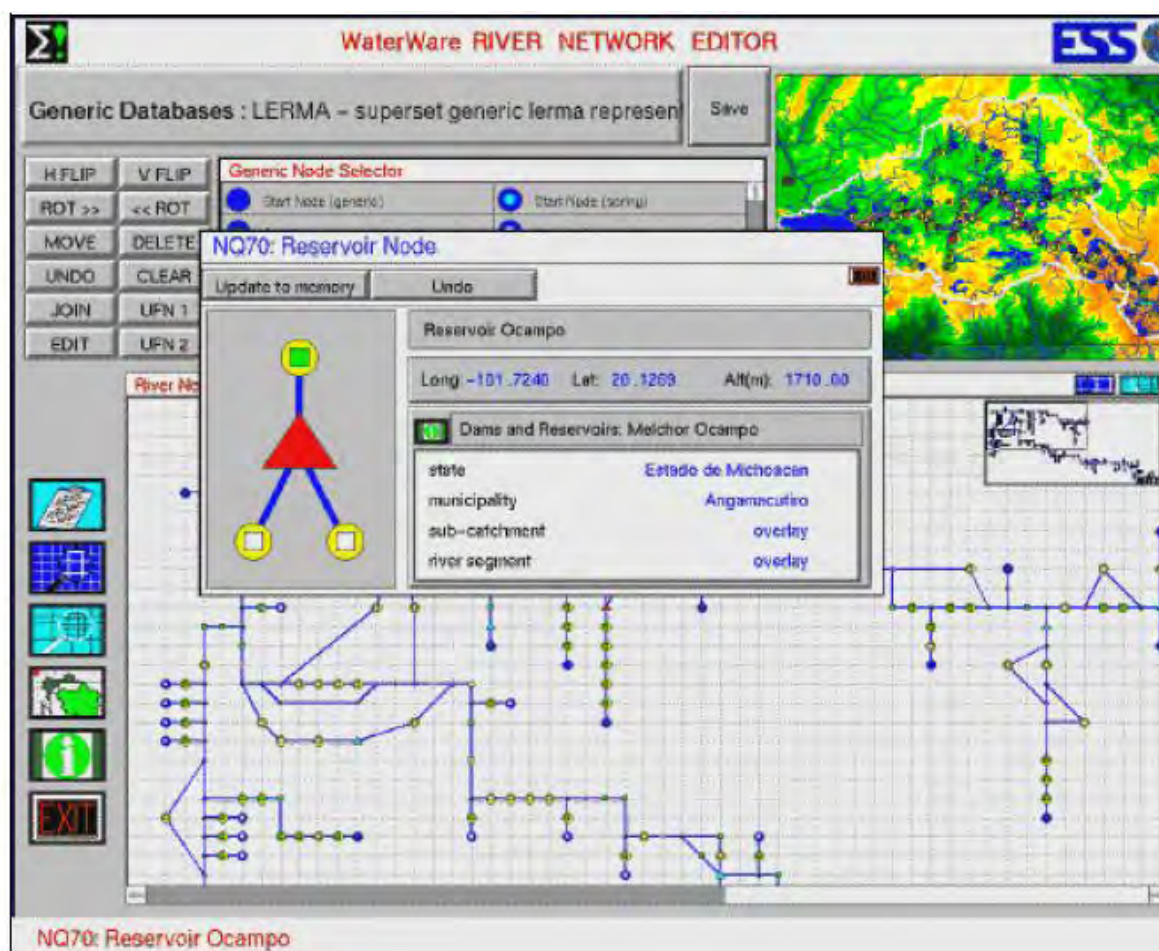 Σ!
WaterWare RIVER NETWORK EDITOR
ESS
Generic Databases : LERMA - superset generic lerma represen
Save
H FLIP V FLIP
ROT >> << ROT
MOVE DELETE
UNDO CLEAR
JOIN UFN 1
EDIT UFN 2
Generic Node Selector
Start Node (generic) Start Node (spring)
NQ70: Reservoir Node
Update to memory Undo
Reservoir Ocampo
Long: -101.7240 Lat: 20.1269 Alt(m): 1710.00
Dams and Reservoirs: Melchor Ocampo
state Estado de Michoacan
municipality Angamacutiro
sub-catchment overlay
river segment overlay
River
i
EXIT
NQ70: Reservoir Ocampo